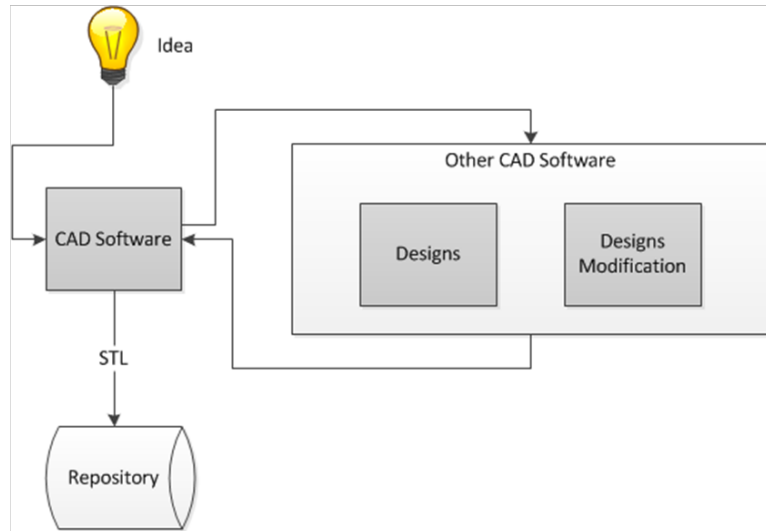 Idea
Other CAD Software
CAD Software
Designs
Designs
Modification
STL
Repository